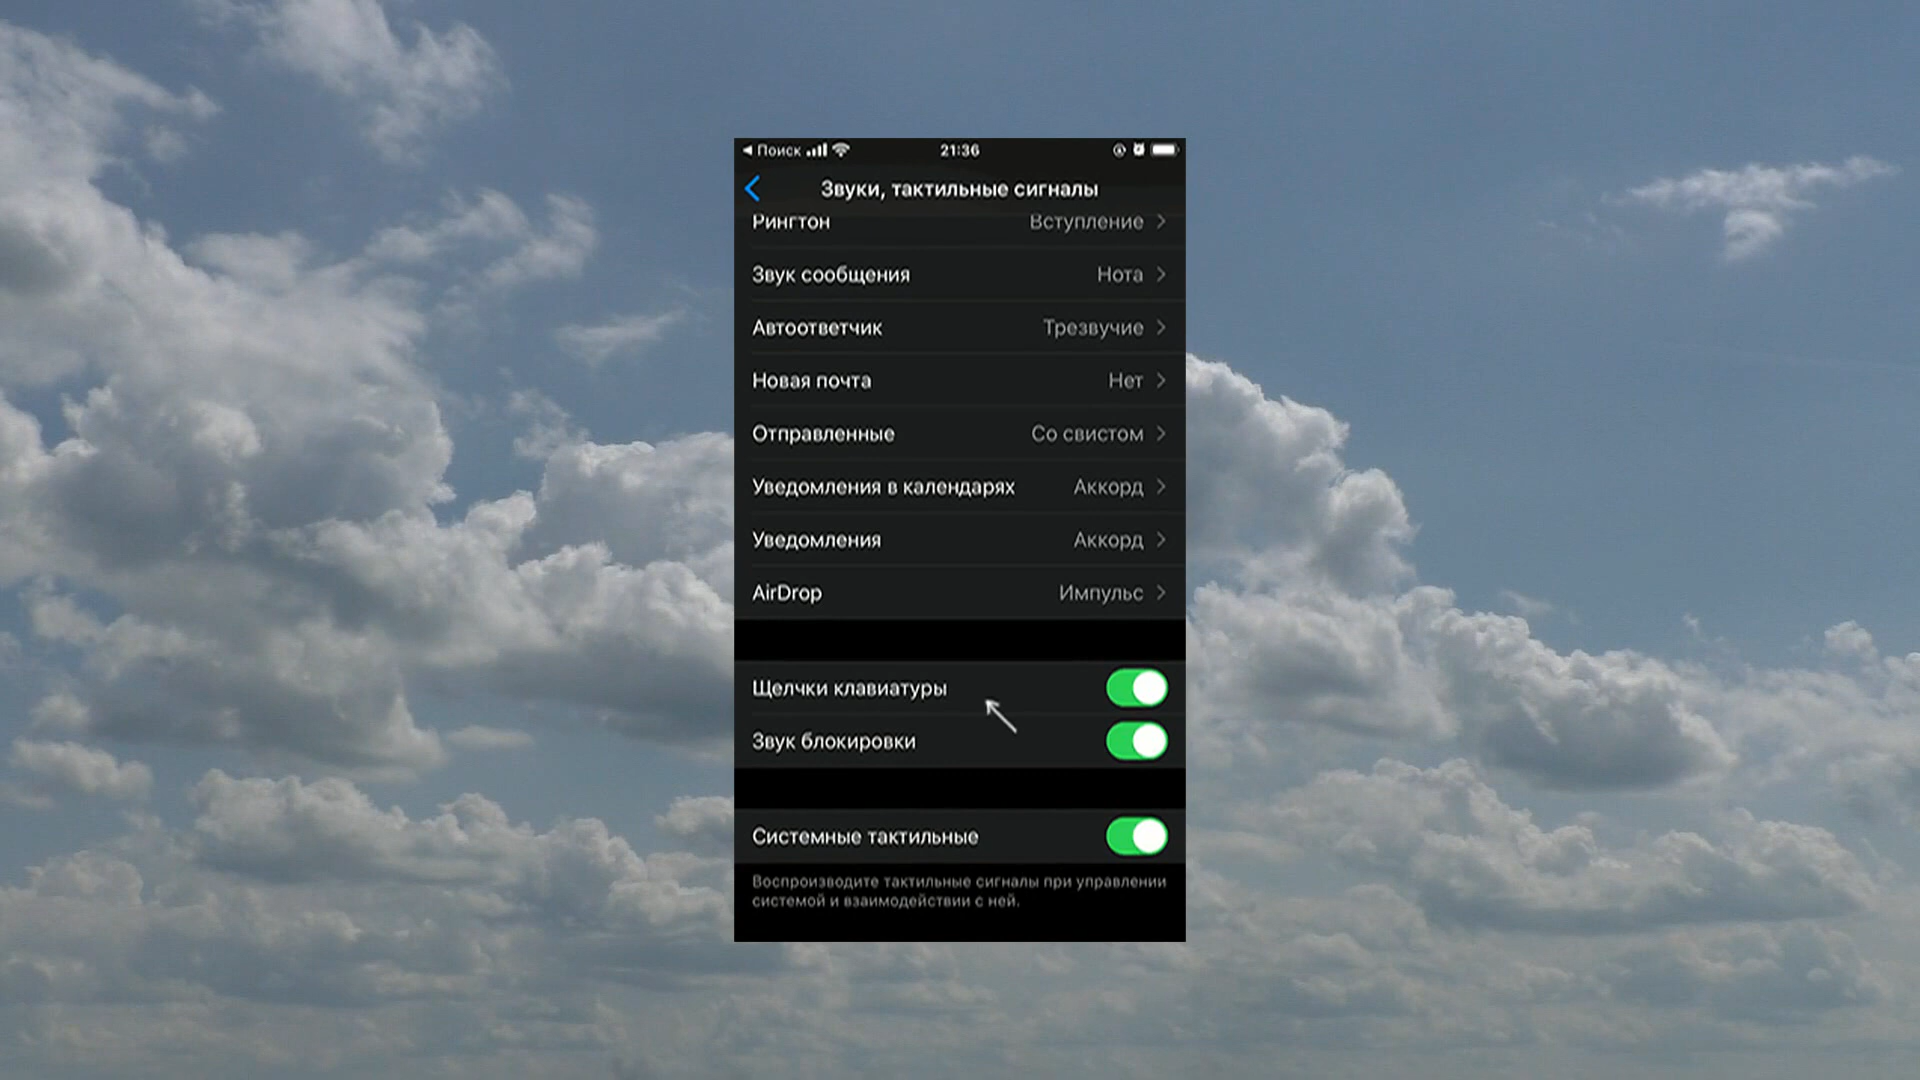 Поиск
21:36
Звуки, тактильные сигналы
Рингтон Вступление
Звук сообщения Нота
Автоответчик Трезвучие
Новая почта Нет
Отправленные Со свистом
Уведомления в календарях Аккорд
Уведомления Аккорд
AirDrop Импульс
Щелчки клавиатуры
Звук блокировки
Системные тактильные
Воспроизводите тактильные сигналы при управлении
системой и взаимодействии с ней.